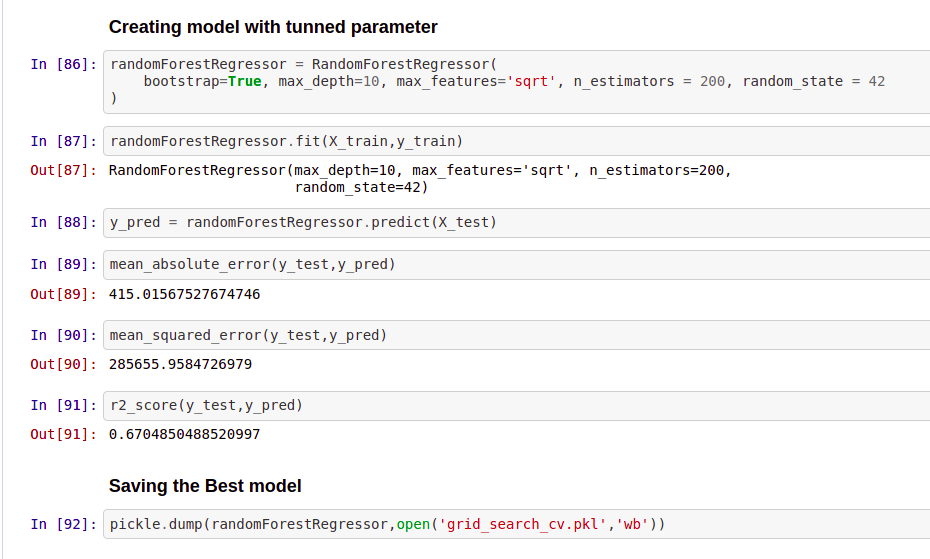 Creating model with tunned parameter
In [86]: randomForestRegressor = RandomForestRegressor(
bootstrap=True, max_depth=10, max_features='sqrt', n_estimators = 200, random_state = 42
)
In [87]: randomForestRegressor.fit(X_train,y_train)
Out[87]: RandomForestRegressor(max_depth=10, max_features='sqrt', n_estimators=200,
random_state=42)
In [88]: y_pred = randomForestRegressor.predict(X_test)
In [89]: mean_absolute_error(y_test,y_pred)
Out[89]: 415.01567527674746
In [90]: mean_squared_error(y_test,y_pred)
Out[90]: 285655.9584726979
In [91]: r2_score(y_test,y_pred)
Out[91]: 0.6704850488520997
Saving the Best model
In [92]: pickle.dump(randomForestRegressor,open('grid_search_cv.pkl','wb'))